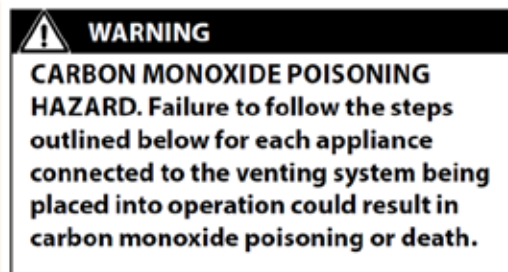 WARNING
CARBON MONOXIDE POISONING
HAZARD. Failure to follow the steps
outlined below for each appliance
connected to the venting system being
placed into operation could result in
carbon monoxide poisoning or death.